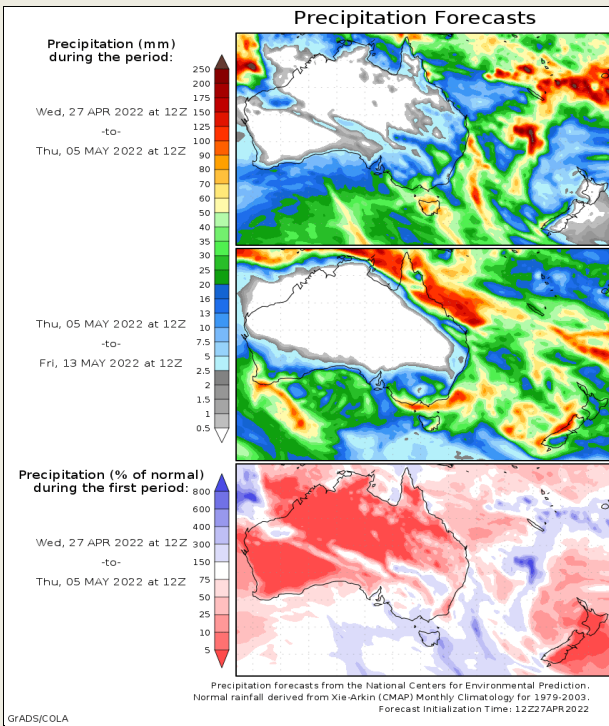 Precipitation Forecasts
Precipitation (mm)
during the period:
Wed, 27 APR 2022 at 12Z
-to-
Thu, 05 MAY 2022 at 12Z
250
200
175
150
125
100
90
80
70
60
50
40
35
30
25
20
16
13
10
7.5
5
2.5
2
1.5
1
0.5
Thu, 05 MAY 2022 at 12Z
-to-
Fri, 13 MAY 2022 at 12Z
Precipitation (% of normal)
during the first period:
Wed, 27 APR 2022 at 12Z
-to-
Thu, 05 MAY 2022 at 12Z
800
600
400
300
150
75
50
25
10
5
Precipitation forecasts from the National Centers for Environmental Prediction.
Normal rainfall derived from Xie-Arkin (CMAP) Monthly Climatology for 1979-2003.
Forecast Initialization Time: 12Z27APR2022
GrADS/COLA